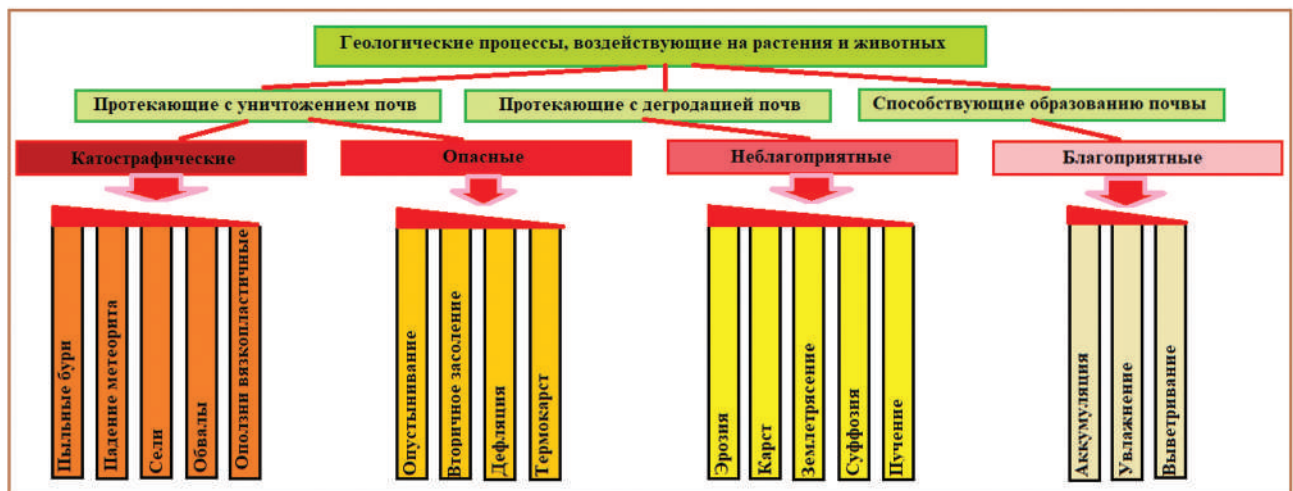 Геологические процессы, воздействующие на растения и животных
Протекающие с уничтожением почв
Протекающие с дегродацией почв
Способствующие образованию почвы
Катострафические
Опасные
Неблагоприятные
Благоприятные
Пыльные бури
Падение метеорита
Сели
Обвалы
Оползни вязкопластичные
Опустынивание
Вторичное засоление
Дефляция
Термокарст
Эрозия
Карст
Землетрясение
Суффозия
Пучение
Аккумуляция
Увлажнение
Выветривание